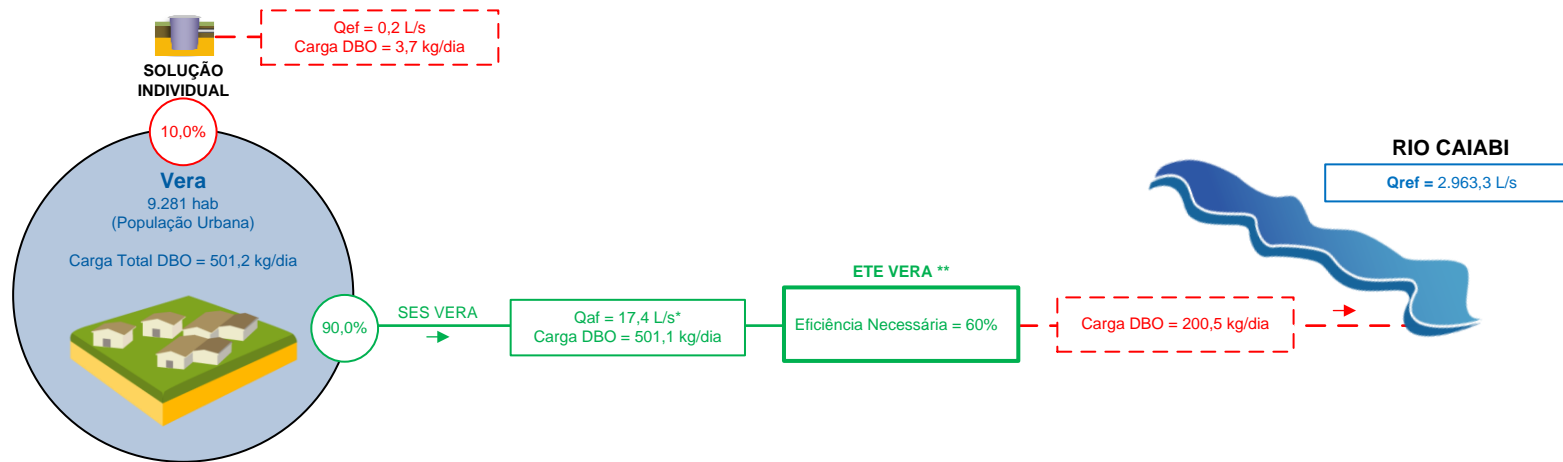 Qef = 0,2 L/s
Carga DBO = 3,7 kg/dia
SOLUÇÃO
INDIVIDUAL
10,0%
Vera
9.281 hab
(População Urbana)
Carga Total DBO = 501,2 kg/dia
90,0%
SES VERA
Qaf = 17,4 L/s*
Carga DBO = 501,1 kg/dia
ETE VERA **
Eficiência Necessária = 60%
Carga DBO = 200,5 kg/dia
RIO CAIABI
Qref = 2.963,3 L/s